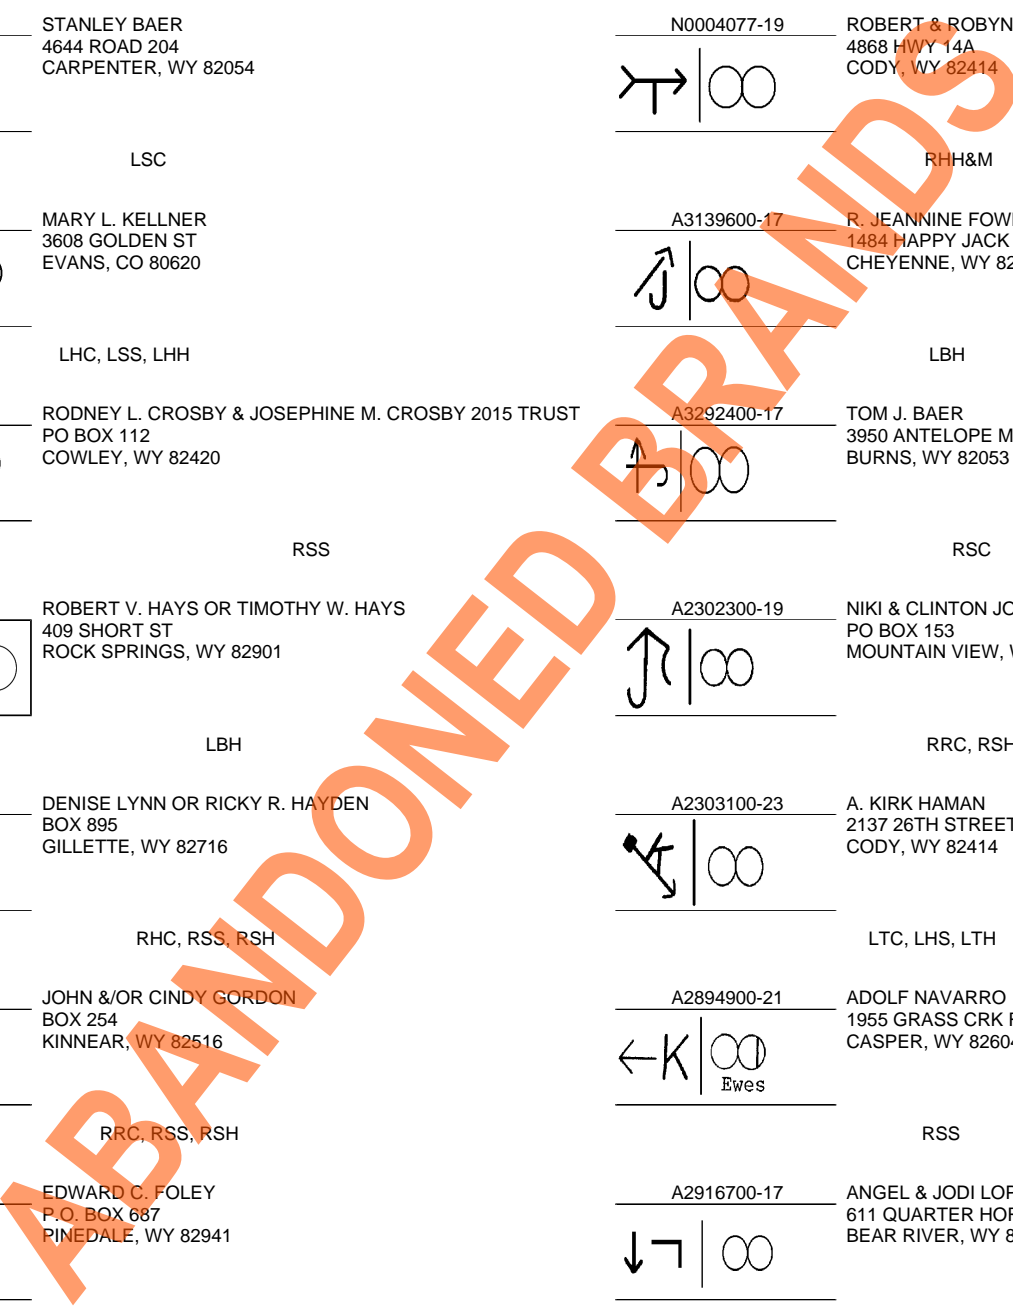 STANLEY BAER
4644 ROAD 204
CARPENTER, WY 82054
LSC
MARY L. KELLNER
3608 GOLDEN ST
EVANS, CO 80620
LHC, LSS, LHH
RODNEY L. CROSBY & JOSEPHINE M. CROSBY 2015 TRUST
PO BOX 112
COWLEY, WY 82420
RSS
ROBERT V. HAYS OR TIMOTHY W. HAYS
409 SHORT ST
ROCK SPRINGS, WY 82901
LBH
DENISE LYNN OR RICKY R. HAYDEN
BOX 895
GILLETTE, WY 82716
RHC, RSS, RSH
JOHN &/OR CINDY GORDON
BOX 254
KINNEAR, WY 82516
RRC, RSS, RSH
EDWARD C. FOLEY
P.O. BOX 687
PINEDALE, WY 82941
N0004077-19
ROBERT & ROBYN
4868 HWY 14A
CODY, WY 82414
RHH&M
A3139600-17
R. JEANNINE FOW
1484 HAPPY JACK
CHEYENNE, WY 82
LBH
A3292400-17
TOM J. BAER
3950 ANTELOPE M
BURNS, WY 82053
RSC
A2302300-19
NIKI & CLINTON JO
PO BOX 153
MOUNTAIN VIEW, W
RRC, RSH
A2303100-23
A. KIRK HAMAN
2137 26TH STREET
CODY, WY 82414
LTC, LHS, LTH
A2894900-21
Ewes
ADOLF NAVARRO
1955 GRASS CRK R
CASPER, WY 82604
RSS
A2916700-17
ANGEL & JODI LOP
611 QUARTER HOR
BEAR RIVER, WY 8
ABANDONED BRANDS